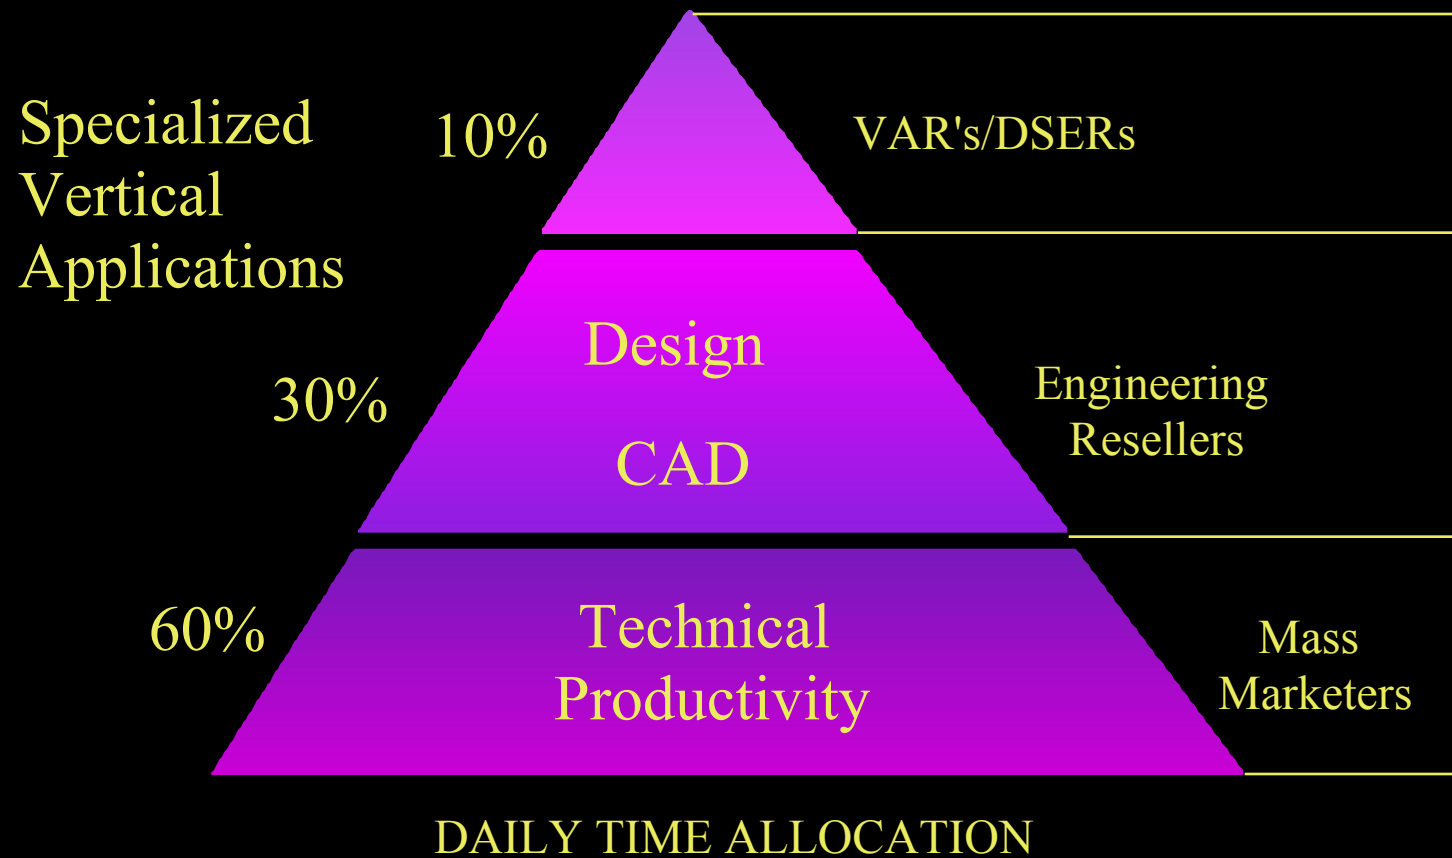 Specialized
Vertical
Applications
10%
VAR's/DSERs
30%
Design
CAD
Engineering
Resellers
60%
Technical
Productivity
Mass
Marketers
DAILY TIME ALLOCATION